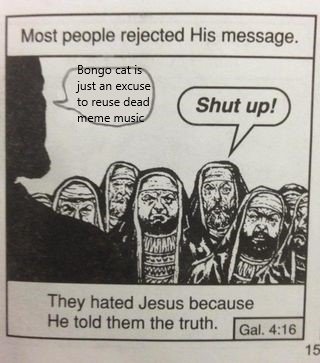 Most people rejected His message.
Bongo cat is
just an excuse
to reuse dead
meme music
Shut up!
They hated Jesus because
He told them the truth.
Gal. 4:16
15